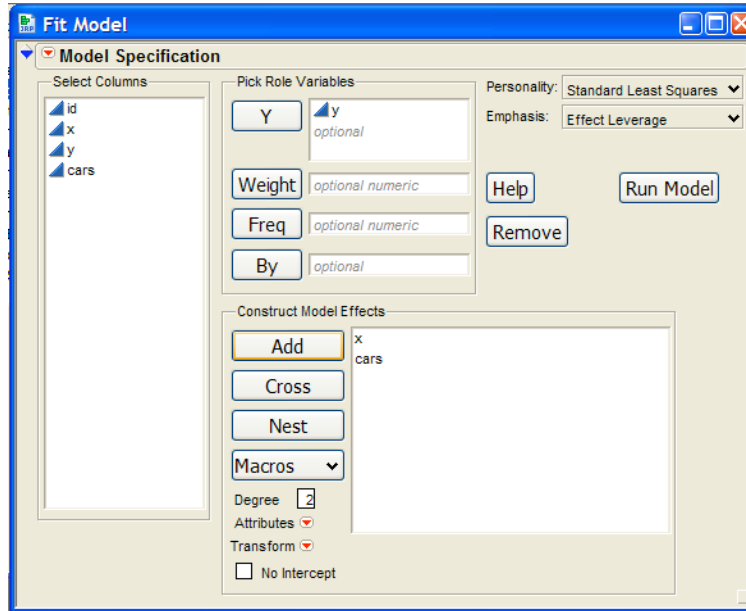 Fit Model
Model Specification
Select Columns
id
x
y
cars
Pick Role Variables
Y
y
optional
Weight
optional numeric
Freq
optional numeric
By
optional
Personality: Standard Least Squares
Emphasis: Effect Leverage
Help
Run Model
Remove
Construct Model Effects
Add
x
cars
Cross
Nest
Macros
Degree 2
Attributes
Transform
No Intercept